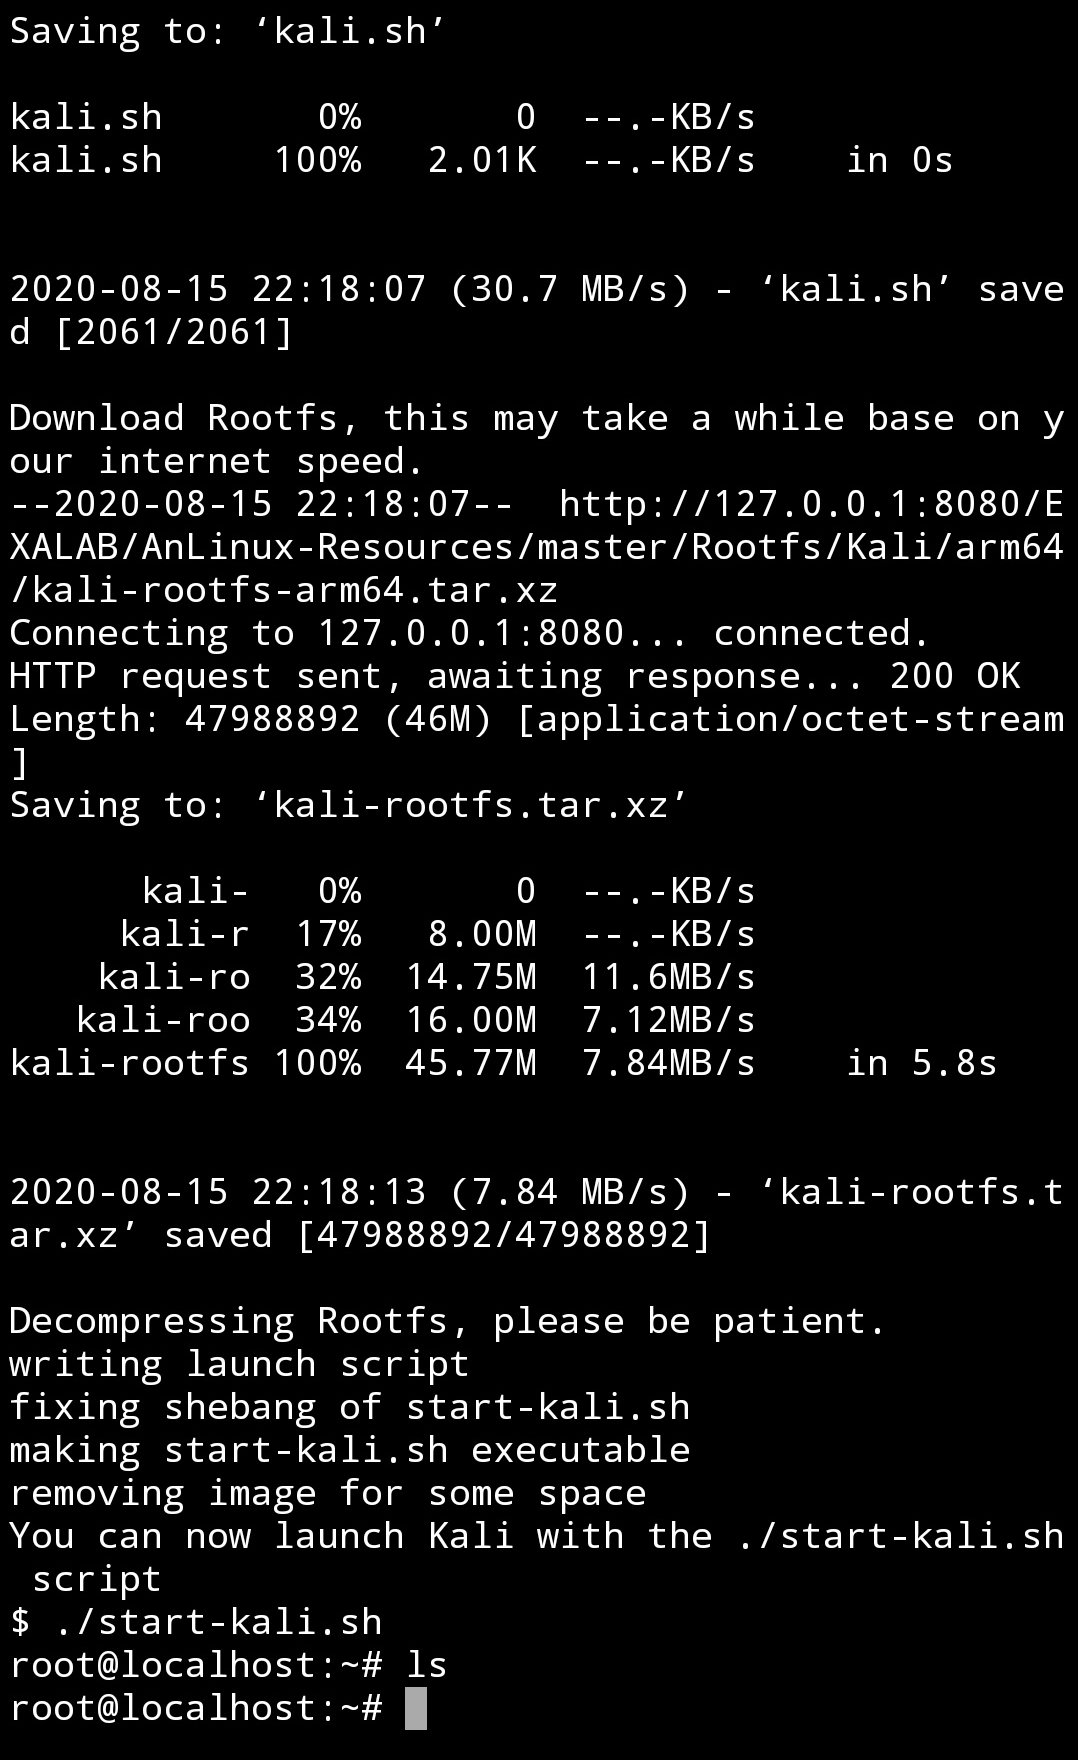 Saving to: ‘kali.sh’
kali.sh       0%       0  --.-KB/s
kali.sh     100%   2.01K  --.-KB/s    in 0s
2020-08-15 22:18:07 (30.7 MB/s) - ‘kali.sh’ save
d [2061/2061]
Download Rootfs, this may take a while base on y
our internet speed.
--2020-08-15 22:18:07--  http://127.0.0.1:8080/E
XALAB/AnLinux-Resources/master/Rootfs/Kali/arm64
/kali-rootfs-arm64.tar.xz
Connecting to 127.0.0.1:8080... connected.
HTTP request sent, awaiting response... 200 OK
Length: 47988892 (46M) [application/octet-stream
]
Saving to: ‘kali-rootfs.tar.xz’
      kali-   0%       0  --.-KB/s
     kali-r  17%   8.00M  --.-KB/s
    kali-ro  32%  14.75M  11.6MB/s
   kali-roo  34%  16.00M  7.12MB/s
kali-rootfs 100%  45.77M  7.84MB/s    in 5.8s
2020-08-15 22:18:13 (7.84 MB/s) - ‘kali-rootfs.t
ar.xz’ saved [47988892/47988892]
Decompressing Rootfs, please be patient.
writing launch script
fixing shebang of start-kali.sh
making start-kali.sh executable
removing image for some space
You can now launch Kali with the ./start-kali.sh
 script
$ ./start-kali.sh
root@localhost:~# ls
root@localhost:~#